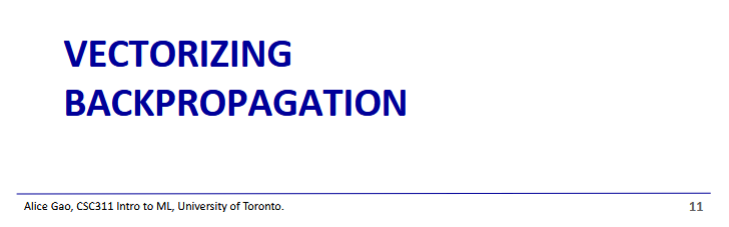 VECTORIZING
BACKPROPAGATION
Alice Gao, CSC311 Intro to ML, University of Toronto.
11